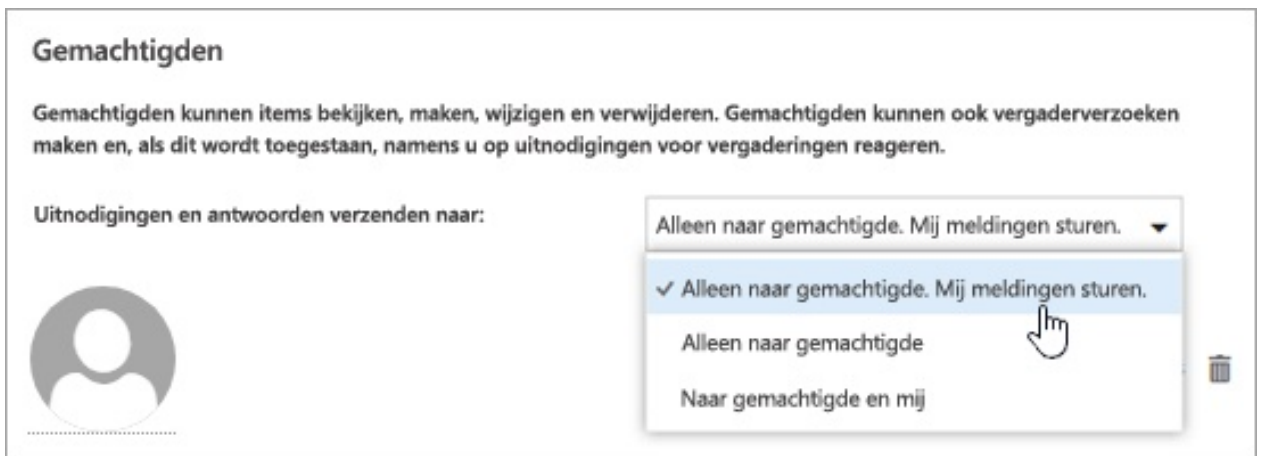 Gemachtigden
Gemachtigden kunnen items bekijken, maken, wijzigen en verwijderen. Gemachtigden kunnen ook vergaderverzoeken
maken en, als dit wordt toegestaan, namens u op uitnodigingen voor vergaderingen reageren.
Uitnodigingen en antwoorden verzenden naar:
Alleen naar gemachtigde. Mij meldingen sturen.
Alleen naar gemachtigde. Mij meldingen sturen.
Alleen naar gemachtigde
Naar gemachtigde en mij